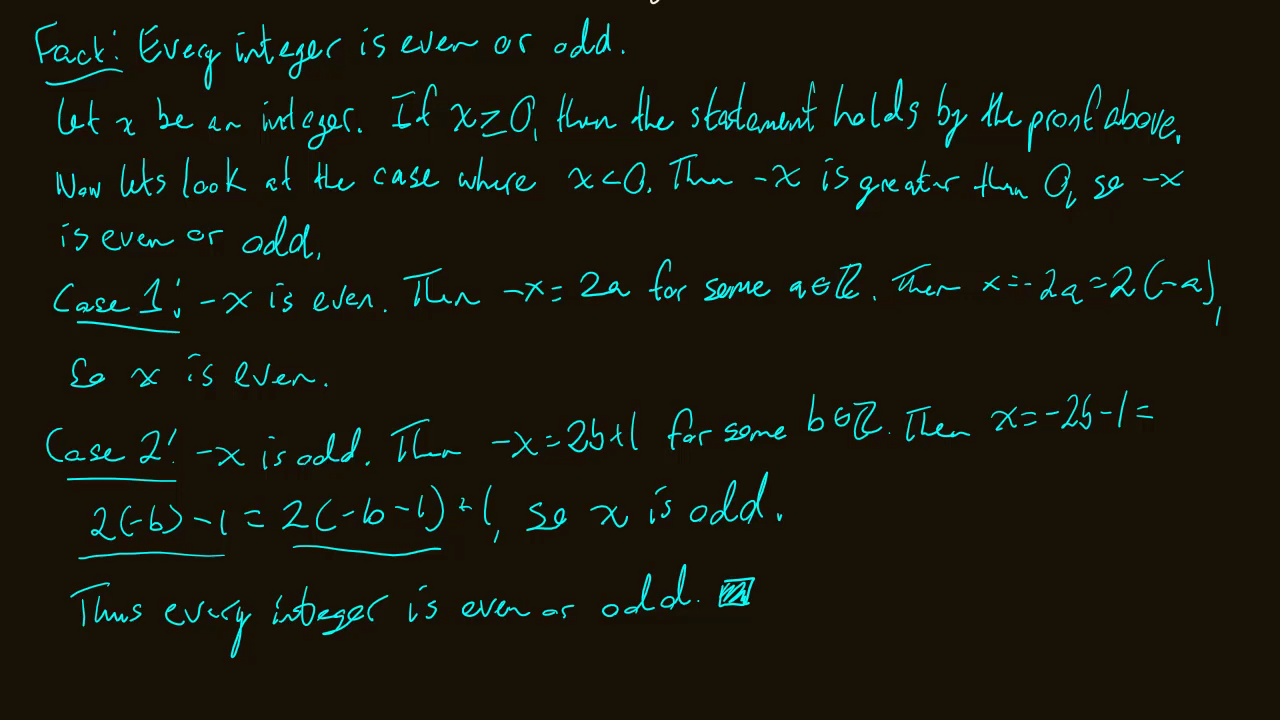 Fact: Every integer is even or odd.
Let x be an integer. If x ≥ 0, then the statement holds by the proof above.
Now lets look at the case where x < 0. Then -x is greater than 0, so -x
is even or odd.
Case 1: -x is even. Then -x = 2a for some a ∈ ℤ. Then x = -2a = 2(-a),
So x is even.
Case 2: -x is odd. Then -x = 2b+1 for some b ∈ ℤ. Then x = -2b - 1 =
2(-b) - 1 = 2(-b - 1) + 1, so x is odd.
Thus every integer is even or odd.